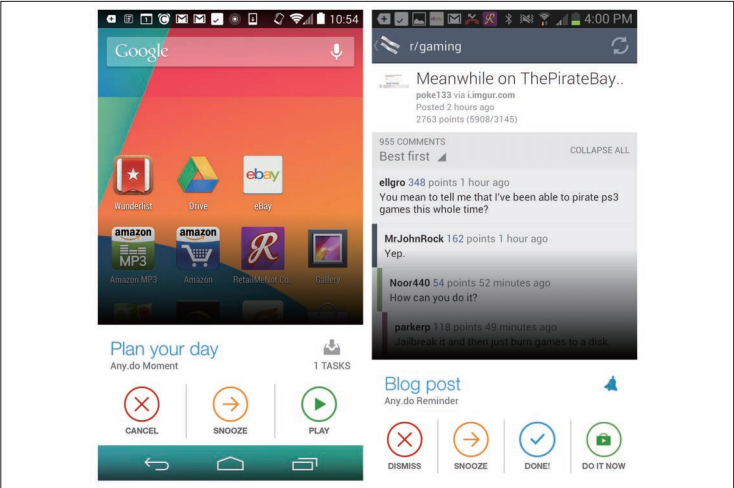 10:54
Google
Wunderlist
Drive
eBay
ebay
amazon
MP3
amazon
Amazon MP3
Amazon
RetailMeNot Co
Gallery
Plan your day
Any.do Moment
1 TASKS
CANCEL
SNOOZE
PLAY
4:00 PM
r/gaming
Meanwhile on ThePirateBay..
poke133 via i.imgur.com
Posted 2 hours ago
2763 points (5908/3145)
955 COMMENTS
Best first
COLLAPSE ALL
ellgro 348 points 1 hour ago
You mean to tell me that I've been able to pirate ps3
games this whole time?
MrJohnRock 162 points 1 hour ago
Yep.
Noor440 54 points 52 minutes ago
How can you do it?
parkerp 118 points 49 minutes ago
Jailbreak it and then just burn games to a disk
Blog post
Any.do Reminder
DISMISS
SNOOZE
DONE!
DO IT NOW